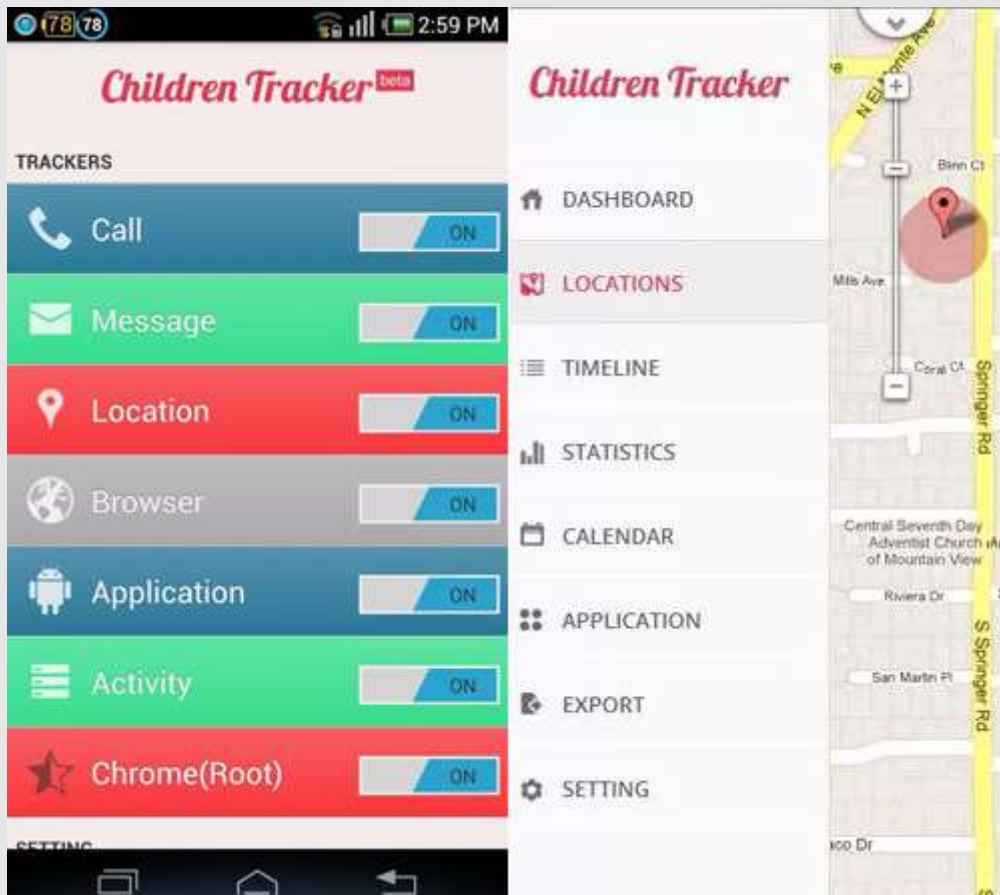 78 78 2:59 PM
Children Tracker beta
TRACKERS
Call ON
Message ON
Location ON
Browser ON
Application ON
Activity ON
Chrome(Root) ON
SETTING
Children Tracker
DASHBOARD
LOCATIONS
TIMELINE
STATISTICS
CALENDAR
APPLICATION
EXPORT
SETTING
N El Monte Ave
Bann Ct
Mills Ave
Coral Ct
Springer Rd
Central Seventh Day
Adventist Church
of Mountain View
Riviera Dr
S Springer Rd
San Martin Pl